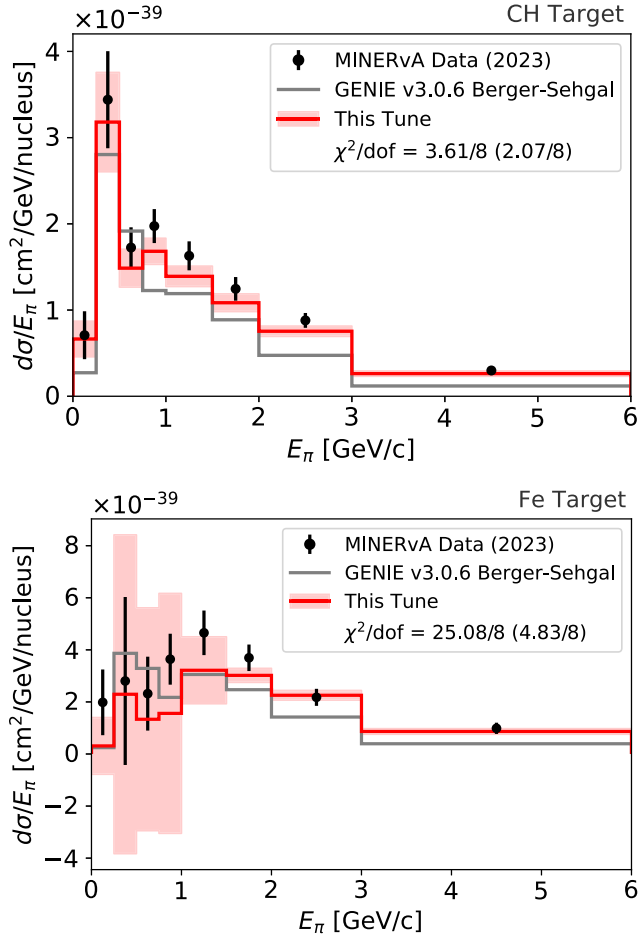 ×10⁻³⁹ CH Target
MINERvA Data (2023)
GENIE v3.0.6 Berger-Sehgal
This Tune
χ²/dof = 3.61/8 (2.07/8)
dσ/E_π [cm²/GeV/nucleus]
4
3
2
1
0
0 1 2 3 4 5 6
E_π [GeV/c]
×10⁻³⁹ Fe Target
MINERvA Data (2023)
GENIE v3.0.6 Berger-Sehgal
This Tune
χ²/dof = 25.08/8 (4.83/8)
dσ/E_π [cm²/GeV/nucleus]
8
6
4
2
0
−2
−4
0 1 2 3 4 5 6
E_π [GeV/c]